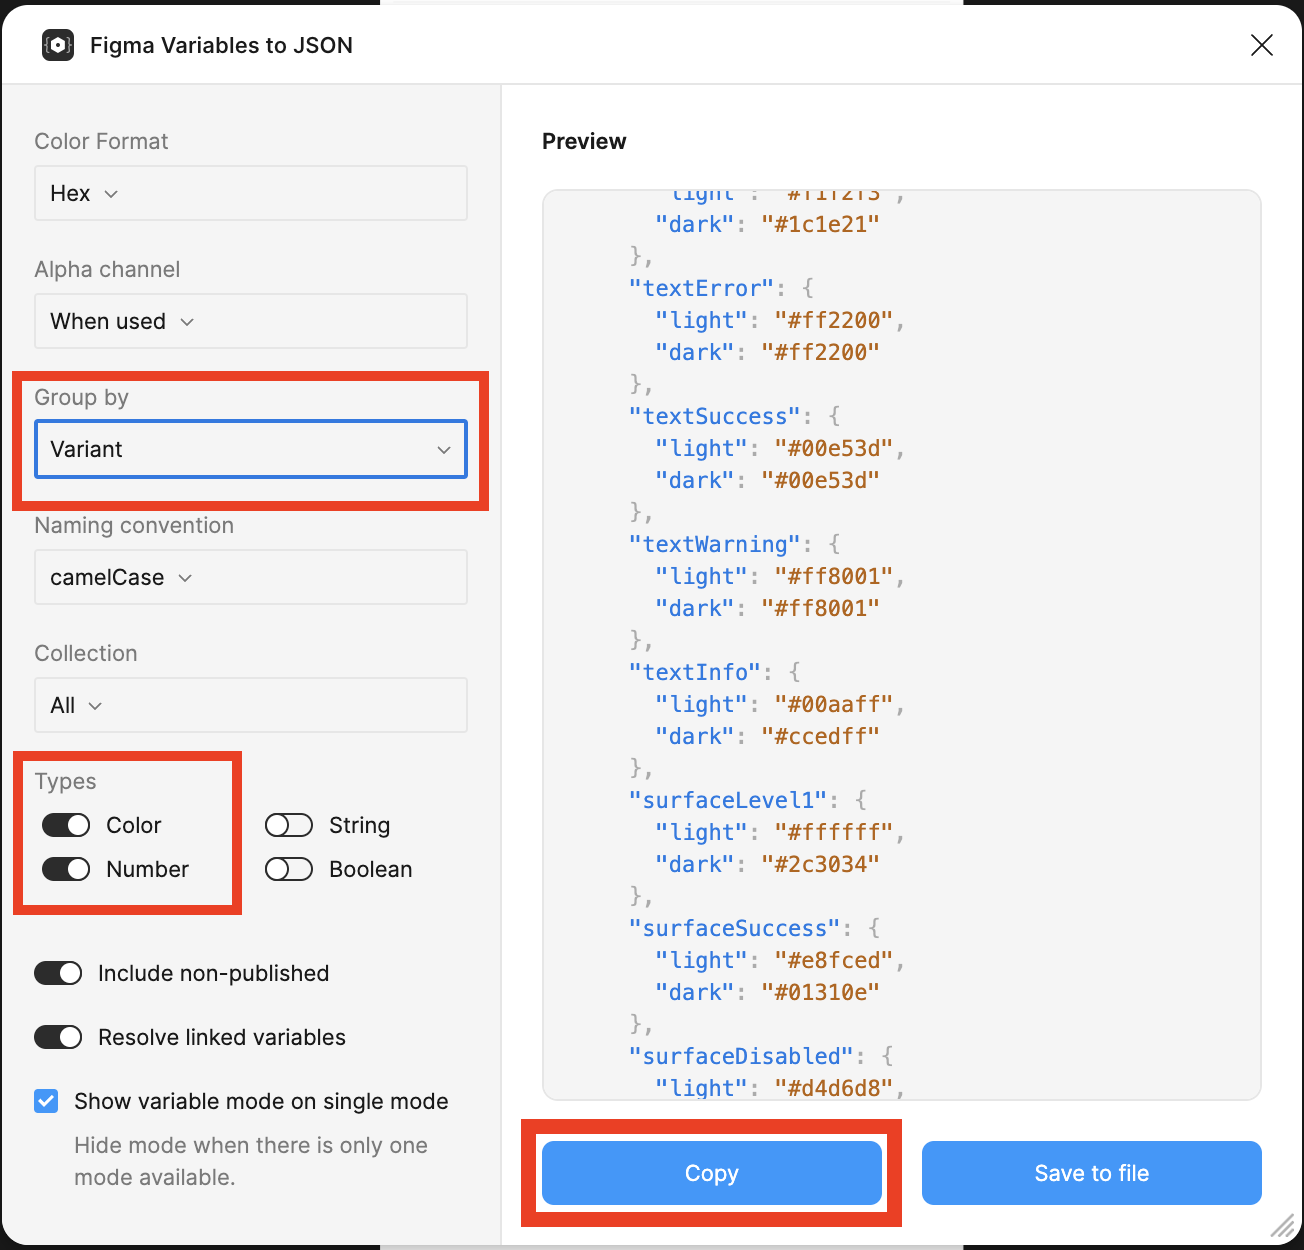 Figma Variables to JSON
Color Format
Hex
Alpha channel
When used
Group by
Variant
Naming convention
camelCase
Collection
All
Types
Color
String
Number
Boolean
Include non-published
Resolve linked variables
Show variable mode on single mode
Hide mode when there is only one
mode available.
Preview
"light": "#f1f2f3",
"dark": "#1c1e21"
},
"textError": {
"light": "#ff2200",
"dark": "#ff2200"
},
"textSuccess": {
"light": "#00e53d",
"dark": "#00e53d"
},
"textWarning": {
"light": "#ff8001",
"dark": "#ff8001"
},
"textInfo": {
"light": "#00aaff",
"dark": "#ccedff"
},
"surfaceLevel1": {
"light": "#ffffff",
"dark": "#2c3034"
},
"surfaceSuccess": {
"light": "#e8fced",
"dark": "#01310e"
},
"surfaceDisabled": {
"light": "#d4d6d8",
Copy
Save to file